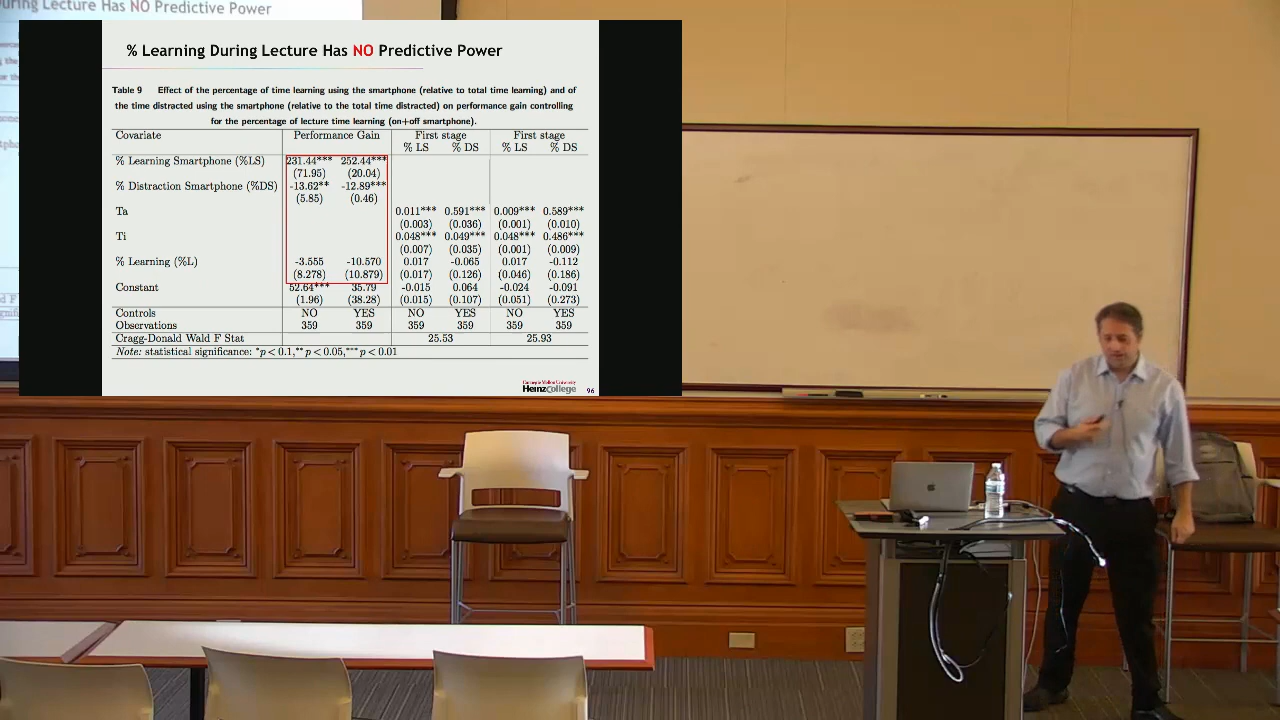 uring Lecture Has NO Predictive Power
% Learning During Lecture Has NO Predictive Power
Table 9 Effect of the percentage of time learning using the smartphone (relative to total time learning) and of
the time distracted using the smartphone (relative to the total time distracted) on performance gain controlling
for the percentage of lecture time learning (on+off smartphone).
Covariate Performance Gain First stage First stage
% LS % DS % LS % DS
% Learning Smartphone (%LS) 231.44*** 252.44***
(71.95) (20.04)
% Distraction Smartphone (%DS) -13.62** -12.89***
(5.85) (0.46)
Ta 0.011*** 0.591*** 0.009*** 0.589***
(0.003) (0.036) (0.001) (0.010)
Ti 0.048*** 0.049*** 0.048*** 0.486***
(0.007) (0.035) (0.001) (0.009)
% Learning (%L) -3.555 -10.570 0.017 -0.065 0.017 -0.112
(8.278) (10.879) (0.017) (0.126) (0.046) (0.186)
Constant 52.64*** 35.79 -0.015 0.064 -0.024 -0.091
(1.96) (38.28) (0.015) (0.107) (0.051) (0.273)
Controls NO YES NO YES NO YES
Observations 359 359 359 359 359 359
Cragg-Donald Wald F Stat 25.53 25.93
Note: statistical significance: *p < 0.1,** p < 0.05,*** p < 0.01
Carnegie Mellon University
HeinzCollege 96